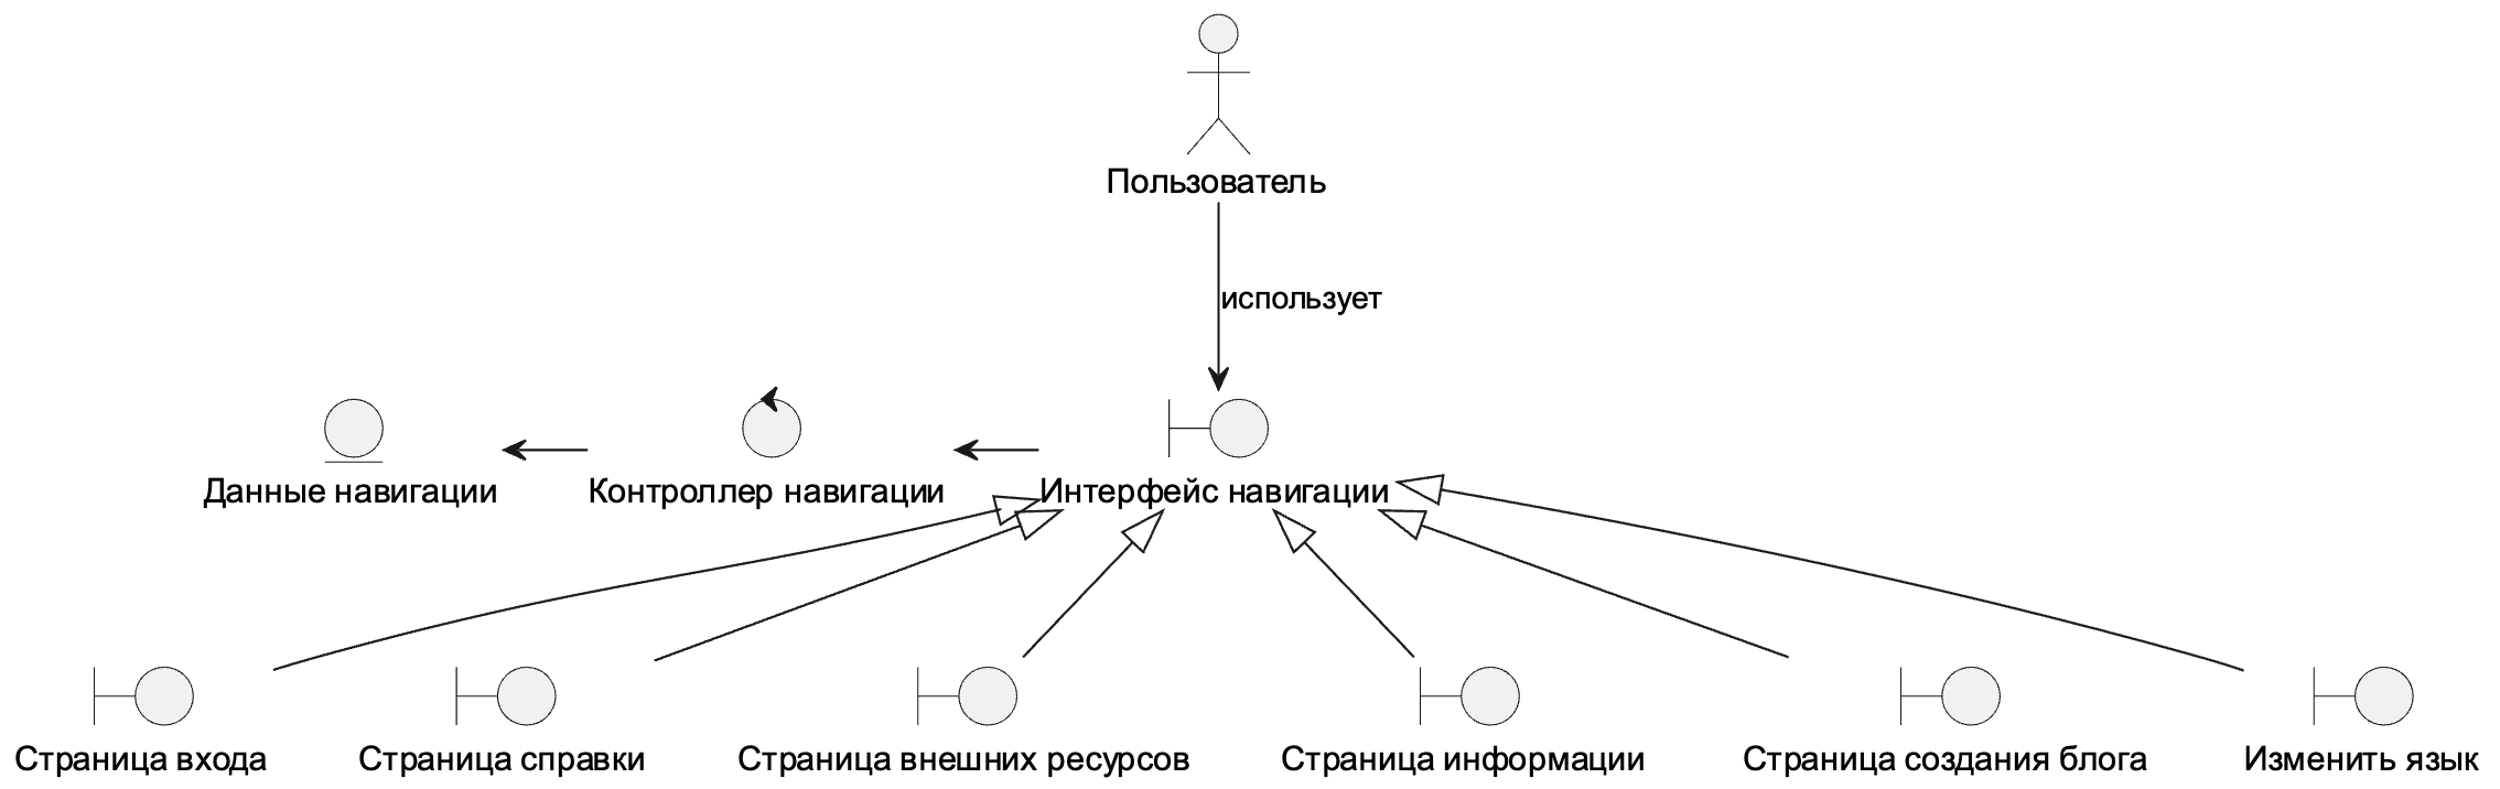 Пользователь
использует
Данные навигации
Контроллер навигации
Интерфейс навигации
Страница входа
Страница справки
Страница внешних ресурсов
Страница информации
Страница создания блога
Изменить язык